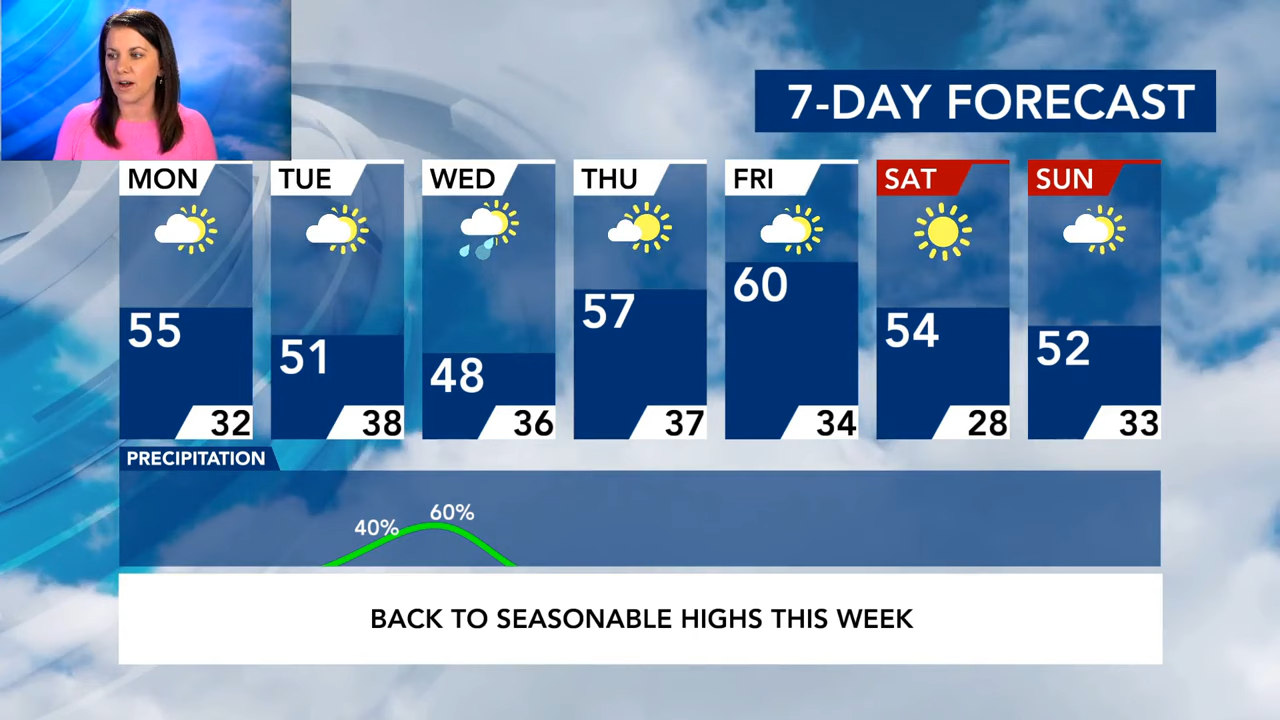 7-DAY FORECAST
MON TUE WED THU FRI SAT SUN
55 51 48 57 60 54 52
32 38 36 37 34 28 33
PRECIPITATION
40% 60%
BACK TO SEASONABLE HIGHS THIS WEEK